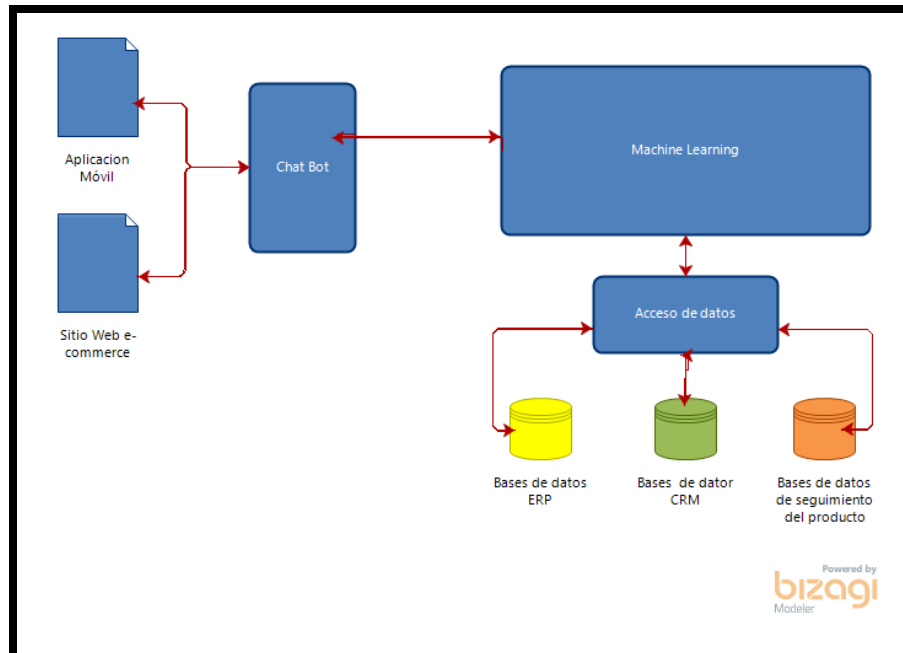 Aplicacion
Móvil
Chat Bot
Machine Learning
Sitio Web e-
commerce
Acceso de datos
Bases de datos
ERP
Bases de dator
CRM
Bases de datos
de seguimiento
del producto
Powered by
bizagi
Modeler